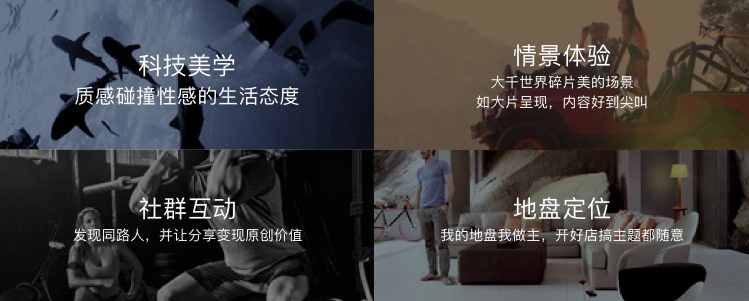 科技美学
质感碰撞性感的生活态度
情景体验
大千世界碎片美的场景
如大片呈现，内容好到尖叫
社群互动
发现同路人，并让分享变现原创价值
地盘定位
我的地盘我做主，开好店搞主题都随意